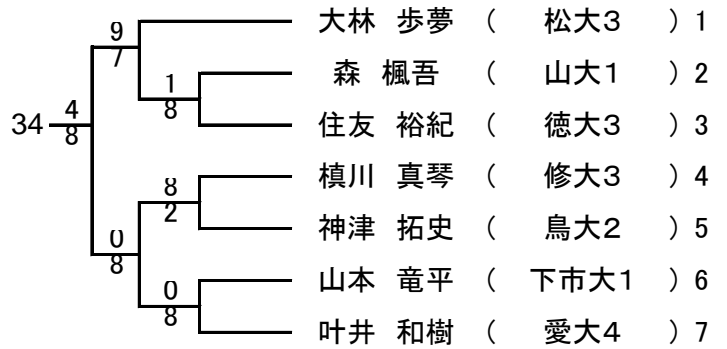 9
大林 歩夢 ( 松大3 ) 1
7
1
森 楓吾 ( 山大1 ) 2
34 4
8
8
住友 裕紀 ( 徳大3 ) 3
8
槙川 真琴 ( 修大3 ) 4
2
0
神津 拓史 ( 鳥大2 ) 5
8
0
山本 竜平 ( 下市大1 ) 6
8
叶井 和樹 ( 愛大4 ) 7